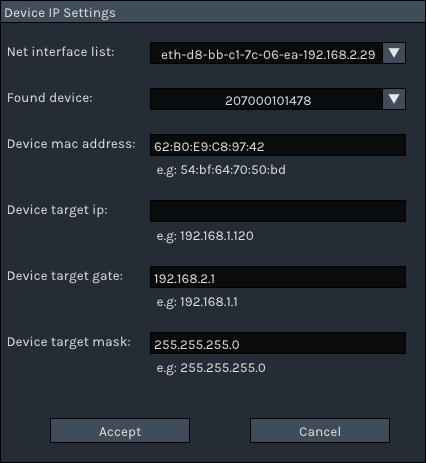 Device IP Settings
Net interface list: eth-d8-bb-c1-7c-06-ea-192.168.2.29
Found device: 207000101478
Device mac address: 62:B0:E9:C8:97:42
e.g: 54:bf:64:70:50:bd
Device target ip:
e.g: 192.168.1.120
Device target gate: 192.168.2.1
e.g: 192.168.1.1
Device target mask: 255.255.255.0
e.g: 255.255.255.0
Accept Cancel